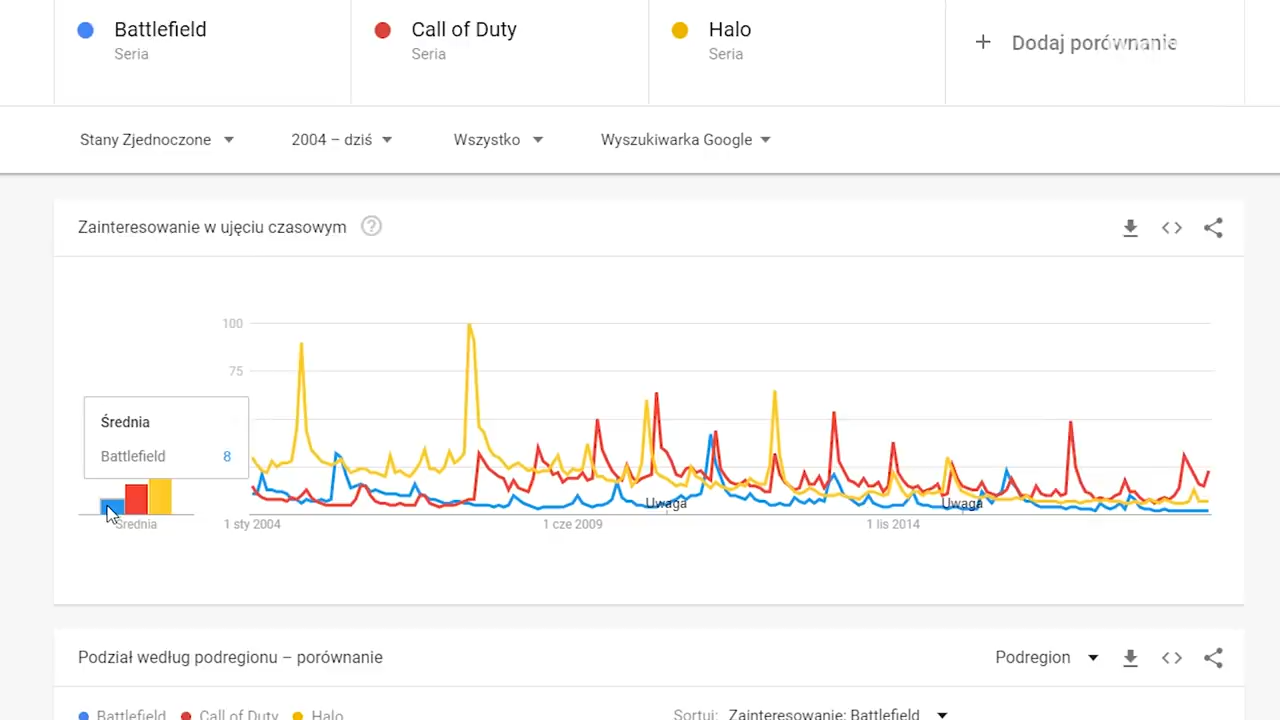 Battlefield
Seria
Call of Duty
Seria
Halo
Seria
+ Dodaj porównanie
Stany Zjednoczone
2004 – dziś
Wszystko
Wyszukiwarka Google
Zainteresowanie w ujęciu czasowym ?
100
75
Średnia
Battlefield 8
Uwaga
Uwaga
Średnia
1 sty 2004
1 cze 2009
1 lis 2014
Podział według podregionu – porównanie
Podregion
Battlefield Call of Duty Halo
Sortuj: Zainteresowanie: Battlefield